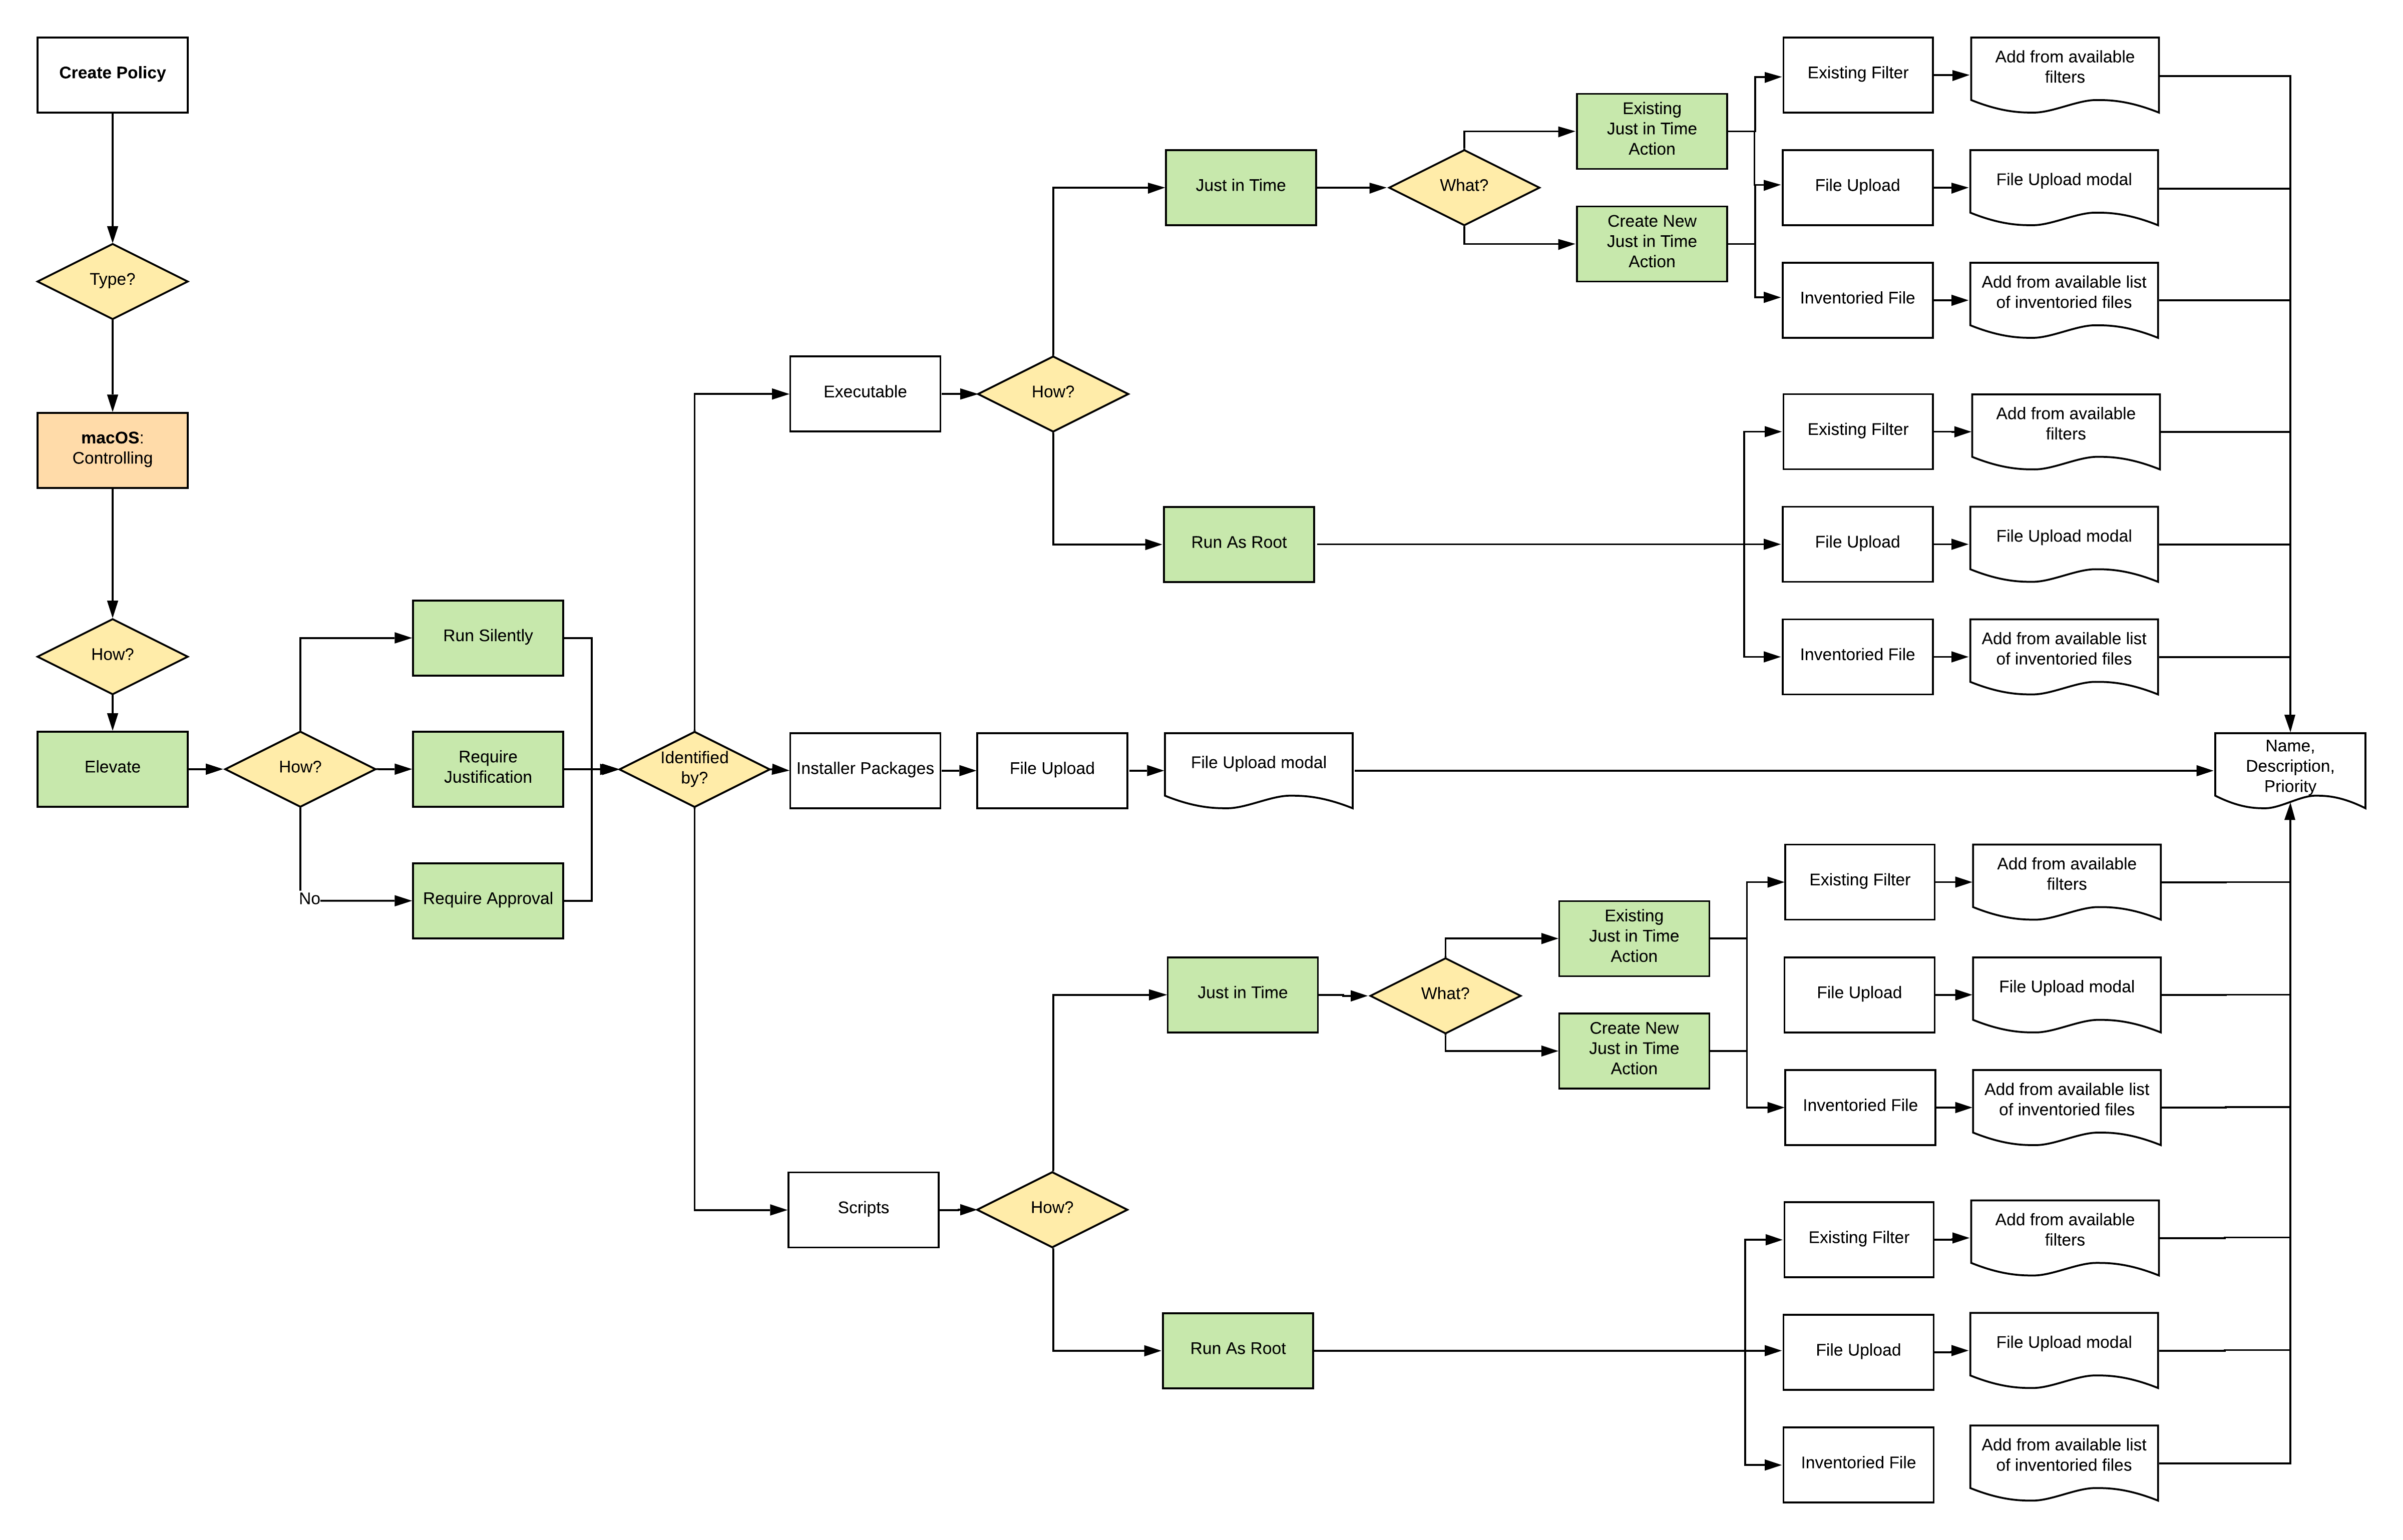 Create Policy
Type?
macOS:
Controlling
How?
Elevate
How?
Run Silently
Require
Justification
No
Require Approval
Identified
by?
Executable
How?
Just in Time
What?
Existing
Just in Time
Action
Create New
Just in Time
Action
Existing Filter
Add from available
filters
File Upload
File Upload modal
Inventoried File
Add from available list
of inventoried files
Run As Root
Existing Filter
Add from available
filters
File Upload
File Upload modal
Inventoried File
Add from available list
of inventoried files
Installer Packages
File Upload
File Upload modal
Name,
Description,
Priority
Scripts
How?
Just in Time
What?
Existing
Just in Time
Action
Create New
Just in Time
Action
Existing Filter
Add from available
filters
File Upload
File Upload modal
Inventoried File
Add from available list
of inventoried files
Run As Root
Existing Filter
Add from available
filters
File Upload
File Upload modal
Inventoried File
Add from available list
of inventoried files